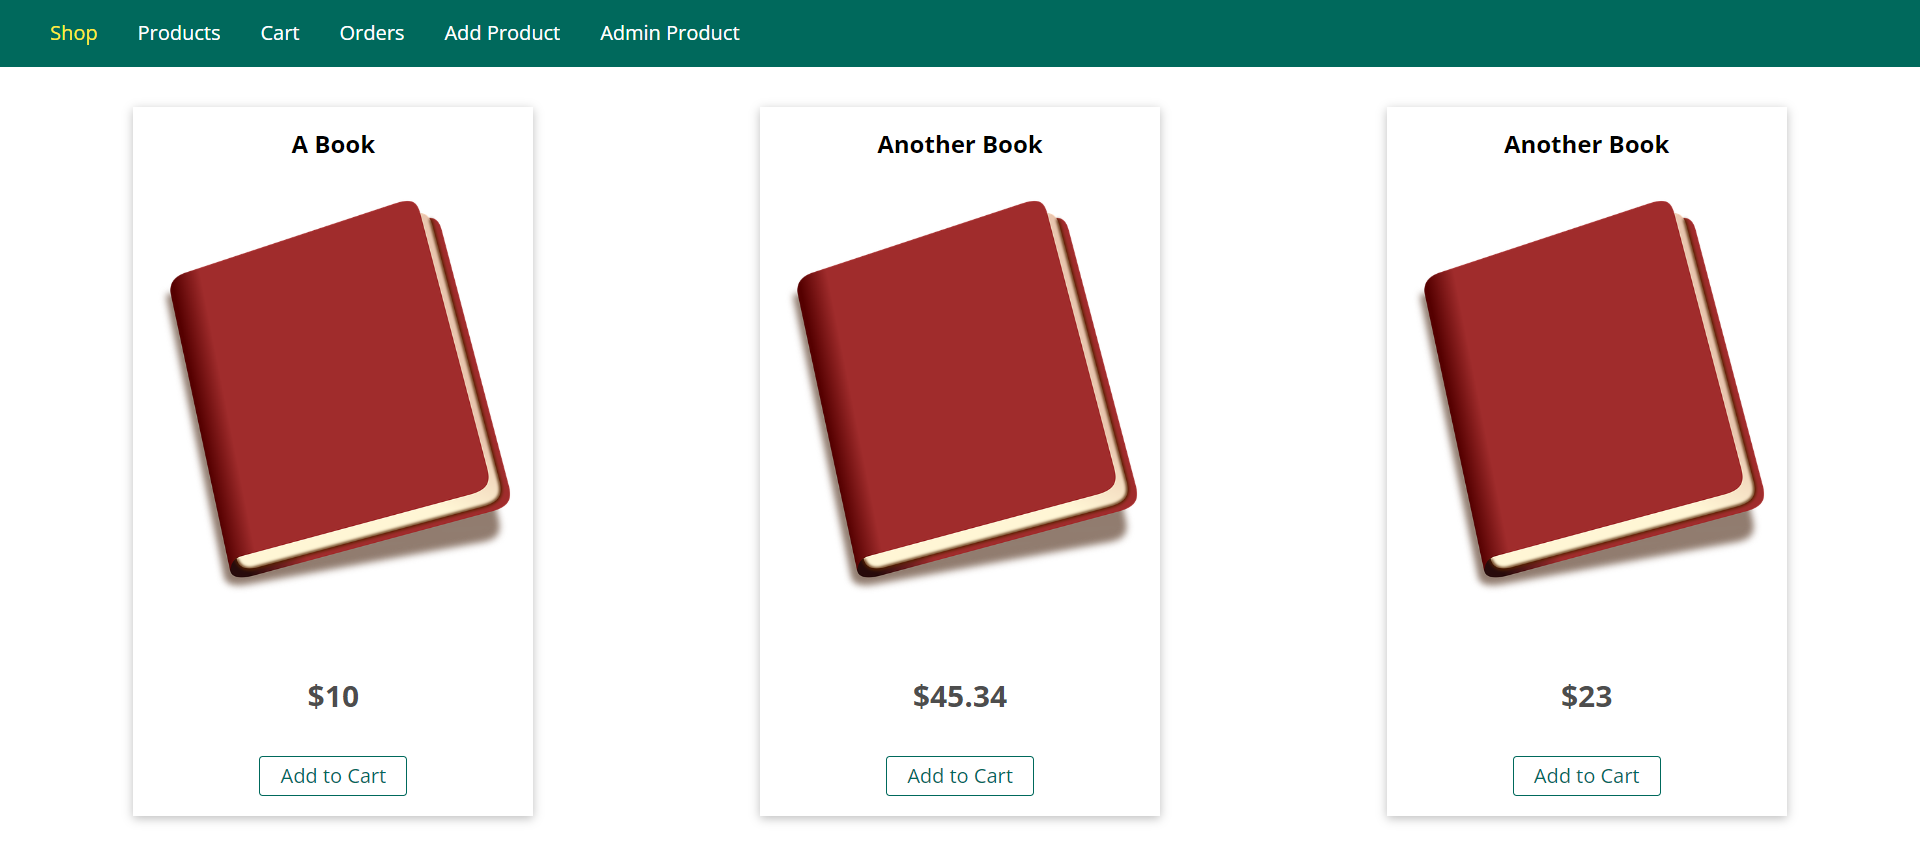 Shop Products Cart Orders Add Product Admin Product
A Book
Another Book
Another Book
$10
$45.34
$23
Add to Cart
Add to Cart
Add to Cart